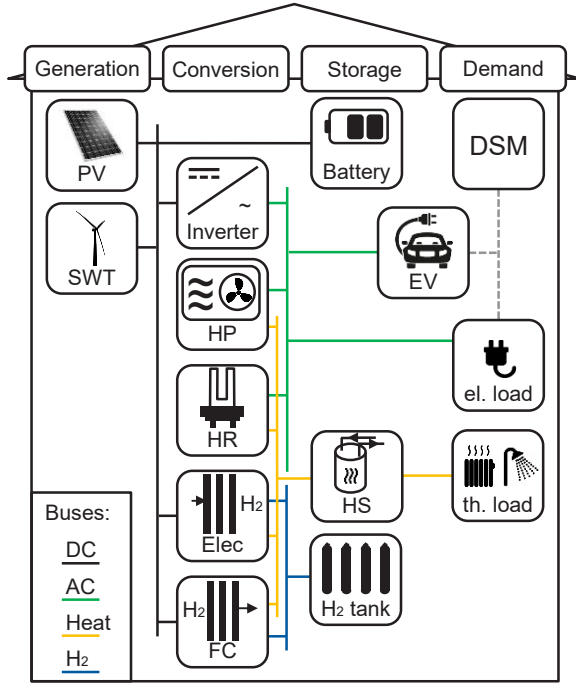 Generation Conversion Storage Demand
PV
Battery
DSM
~
Inverter
SWT
EV
HP
el. load
HR
HS
th. load
H₂
Elec
H₂ tank
H₂
FC
Buses:
DC
AC
Heat
H₂